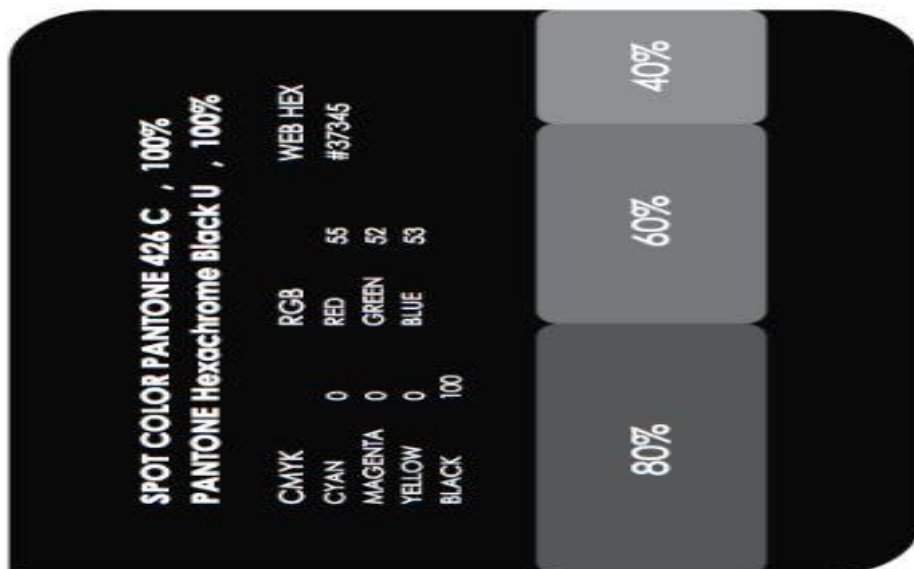 SPOT COLOR PANTONE 426 C , 100%
PANTONE Hexachrome Black U , 100%
CMYK RGB WEB HEX
CYAN 0 RED 55 #37345
MAGENTA 0 GREEN 52
YELLOW 0 BLUE 53
BLACK 100
80% 60% 40%